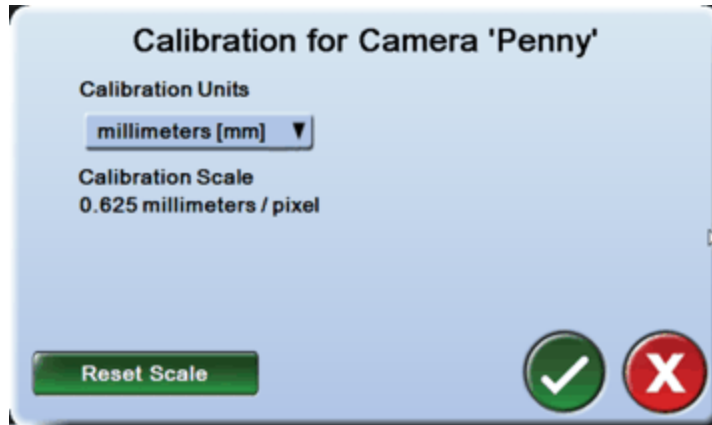 Calibration for Camera 'Penny'
Calibration Units
millimeters [mm]
Calibration Scale
0.625 millimeters / pixel
Reset Scale